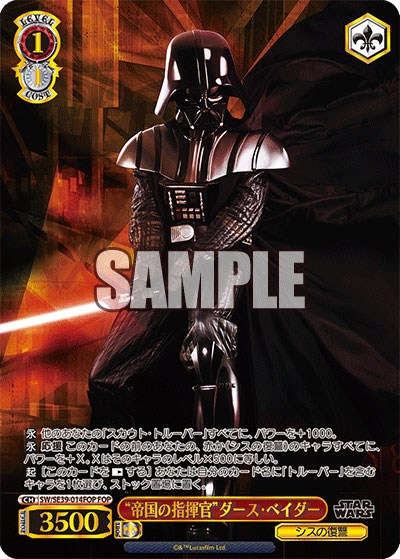 LEVEL
1
1
COST
SAMPLE
永 他のあなたの「スカウト・トルーパー」すべてに、パワーを+1000。
永 応援 このカードの前のあなたの、ほか《シスの復讐》のキャラすべてに、
パワーを+X。Xはそのキャラのレベル×500に等しい。
起 [このカードを する] あなたは自分のカード名に「トルーパー」を含む
キャラを1枚選び、ストック置場に置く。
CH SW/SE39-014FOP FOP
3500
“帝国の指揮官”ダース・ベイダー
STAR WARS
シスの復讐
©&™Lucasfilm Ltd.